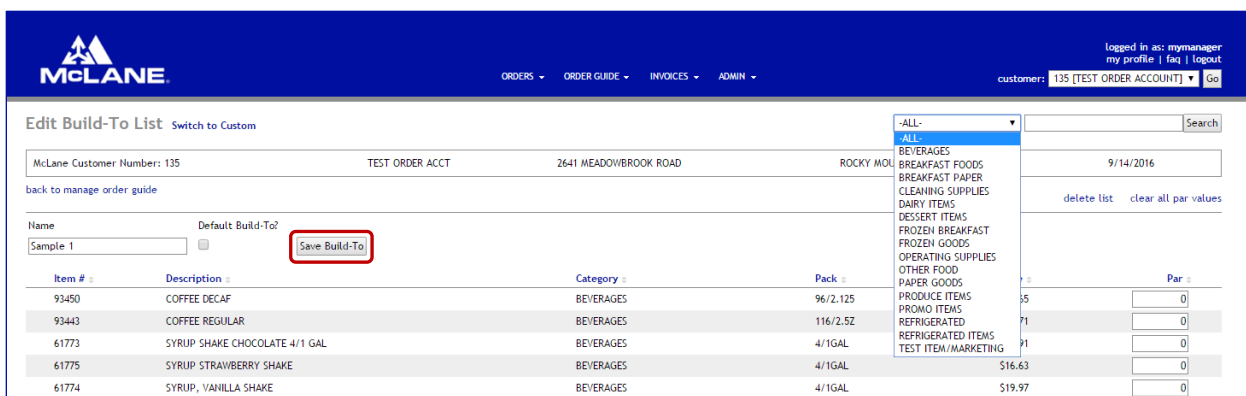 McLANE
ORDERS ORDER GUIDE INVOICES ADMIN
logged in as: mymanager
my profile | faq | logout
customer: 135 [TEST ORDER ACCOUNT] Go
Edit Build-To List Switch to Custom
-ALL- Search
-ALL-
BEVERAGES
BREAKFAST FOODS
BREAKFAST PAPER
CLEANING SUPPLIES
DAIRY ITEMS
DESSERT ITEMS
FROZEN BREAKFAST
FROZEN GOODS
OPERATING SUPPLIES
OTHER FOOD
PAPER GOODS
PRODUCE ITEMS
PROMO ITEMS
REFRIGERATED
REFRIGERATED ITEMS
TEST ITEM/MARKETING
McLane Customer Number: 135 TEST ORDER ACCT 2641 MEADOWBROOK ROAD ROCKY MOU 9/14/2016
back to manage order guide delete list clear all par values
Name Default Build-To?
Sample 1 Save Build-To
Item # Description Category Pack Par
93450 COFFEE DECAF BEVERAGES 96/2.125 0
93443 COFFEE REGULAR BEVERAGES 116/2.5Z 71 0
61773 SYRUP SHAKE CHOCOLATE 4/1 GAL BEVERAGES 4/1GAL 91 0
61775 SYRUP STRAWBERRY SHAKE BEVERAGES 4/1GAL $16.63 0
61774 SYRUP, VANILLA SHAKE BEVERAGES 4/1GAL $19.97 0